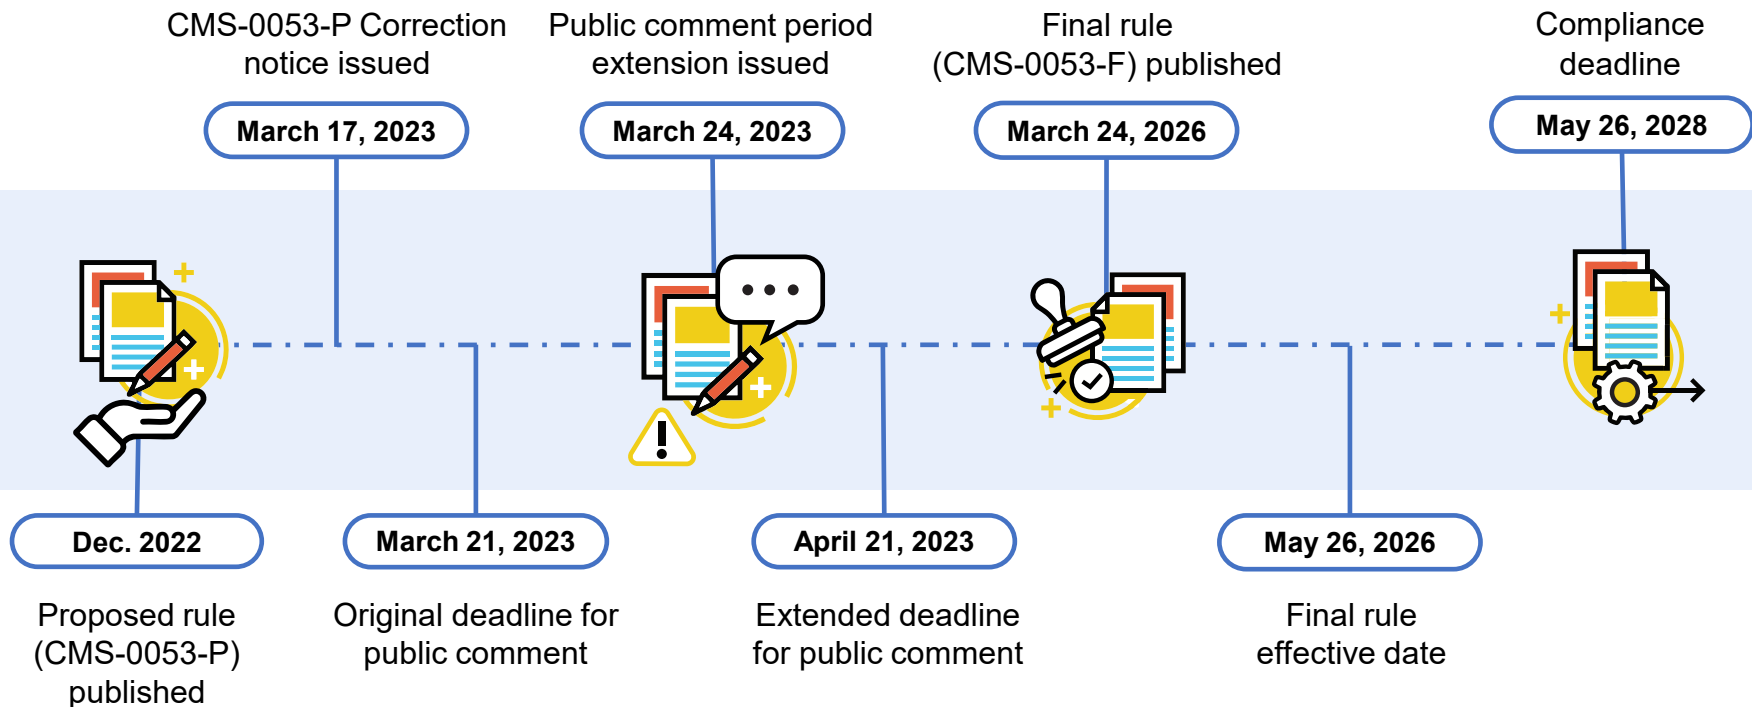 CMS-0053-P Correction
notice issued
March 17, 2023
Public comment period
extension issued
March 24, 2023
Final rule
(CMS-0053-F) published
March 24, 2026
Compliance
deadline
May 26, 2028
Dec. 2022
Proposed rule
(CMS-0053-P)
published
March 21, 2023
Original deadline for
public comment
April 21, 2023
Extended deadline
for public comment
May 26, 2026
Final rule
effective date